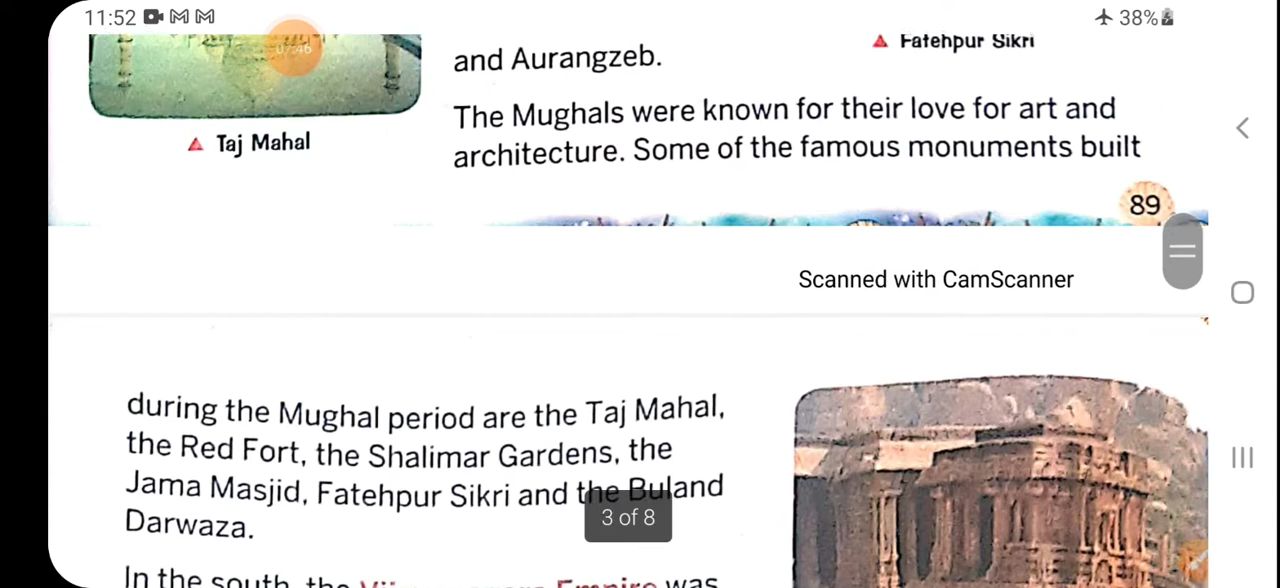 11:52
38%
07:46
and Aurangzeb.
Fatehpur Sikri
Taj Mahal
The Mughals were known for their love for art and
architecture. Some of the famous monuments built
89
Scanned with CamScanner
during the Mughal period are the Taj Mahal,
the Red Fort, the Shalimar Gardens, the
Jama Masjid, Fatehpur Sikri and the Buland
Darwaza.
3 of 8
In the south, the Empire was